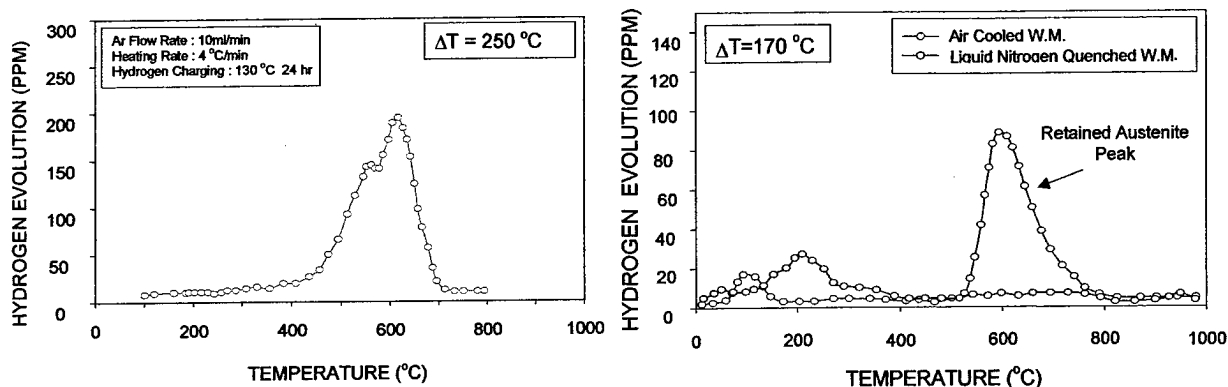 HYDROGEN EVOLUTION (PPM)
300
250
200
150
100
50
0
Ar Flow Rate : 10ml/min
Heating Rate : 4 °C/min
Hydrogen Charging : 130 °C 24 hr
ΔT = 250 °C
0 200 400 600 800 1000
TEMPERATURE (°C)
HYDROGEN EVOLUTION (PPM)
140
120
100
80
60
40
20
0
ΔT=170 °C
Air Cooled W.M.
Liquid Nitrogen Quenched W.M.
Retained Austenite
Peak
0 200 400 600 800 1000
TEMPERATURE (°C)